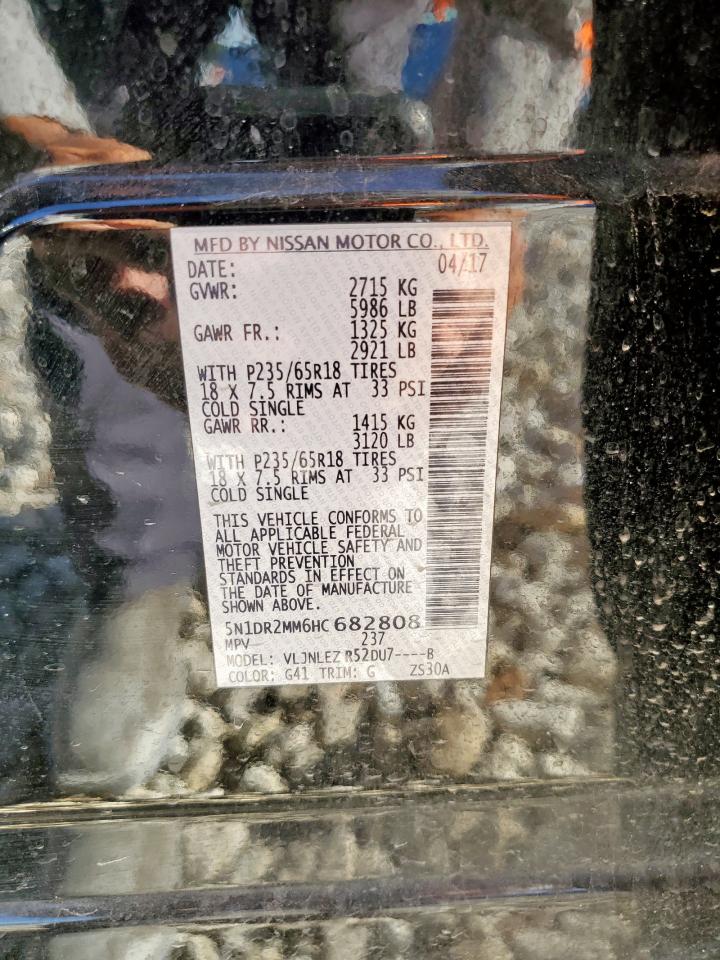 MFD BY NISSAN MOTOR CO., LTD.
DATE: 04/17
GVWR: 2715 KG
5986 LB
GAWR FR.: 1325 KG
2921 LB
WITH P235/65R18 TIRES
18 X 7.5 RIMS AT 33 PSI
COLD SINGLE
GAWR RR.: 1415 KG
3120 LB
WITH P235/65R18 TIRES
18 X 7.5 RIMS AT 33 PSI
COLD SINGLE
THIS VEHICLE CONFORMS TO
ALL APPLICABLE FEDERAL
MOTOR VEHICLE SAFETY AND
THEFT PREVENTION
STANDARDS IN EFFECT ON
THE DATE OF MANUFACTURE
SHOWN ABOVE.
5N1DR2MM6HC682808
MPV 237
MODEL: VLJNLEZ R52DU7----B
COLOR: G41 TRIM: G ZS30A